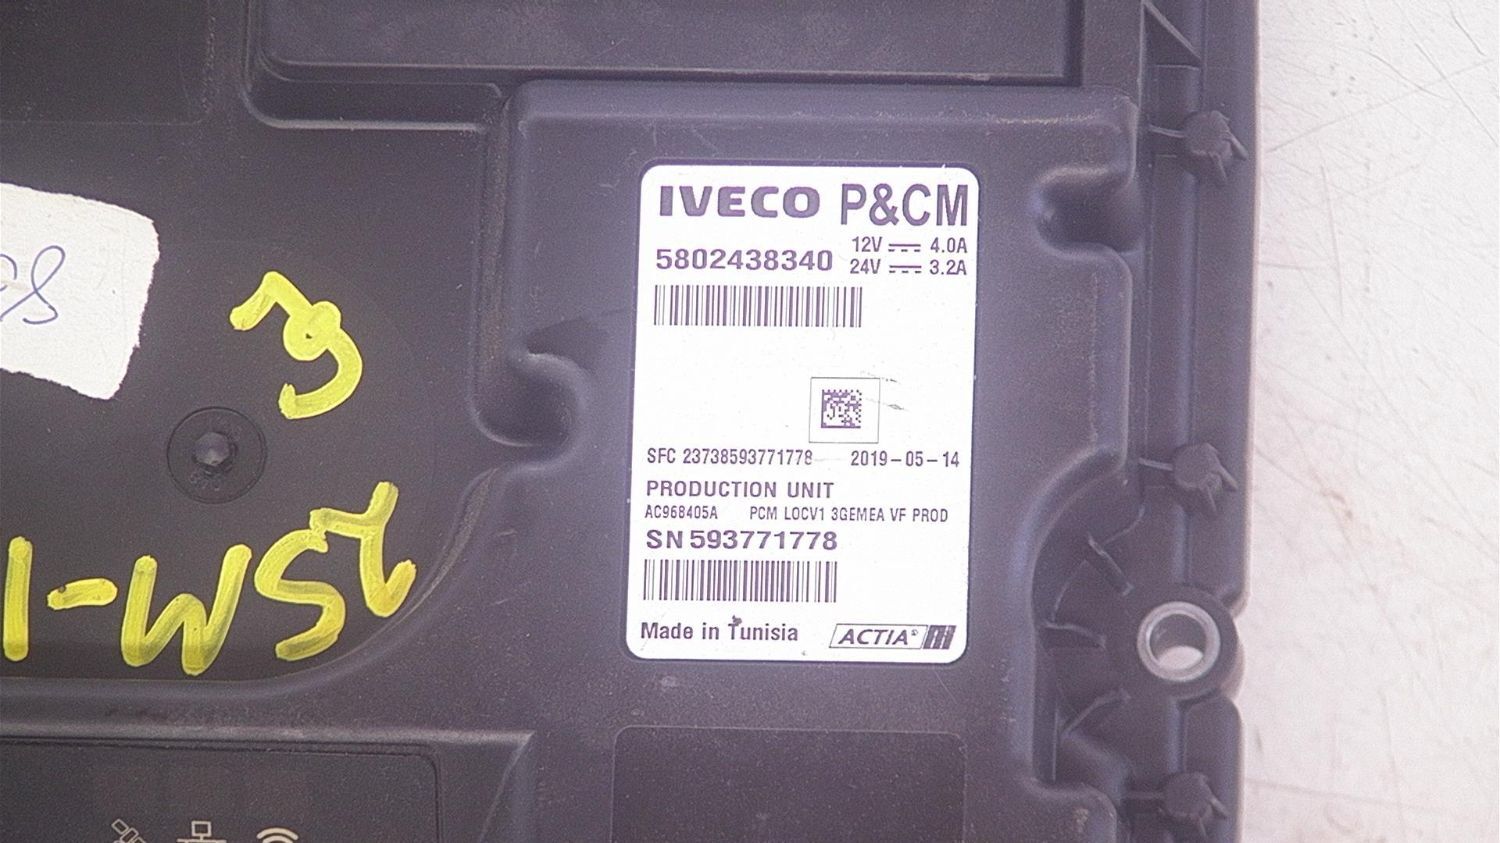 IVECO P&CM
5802438340
12V 4.0A
24V 3.2A
SFC 23738593771778 2019-05-14
PRODUCTION UNIT
AC968405A PCM LOCV1 3GEMEA VF PROD
SN 593771778
Made in Tunisia ACTIA®